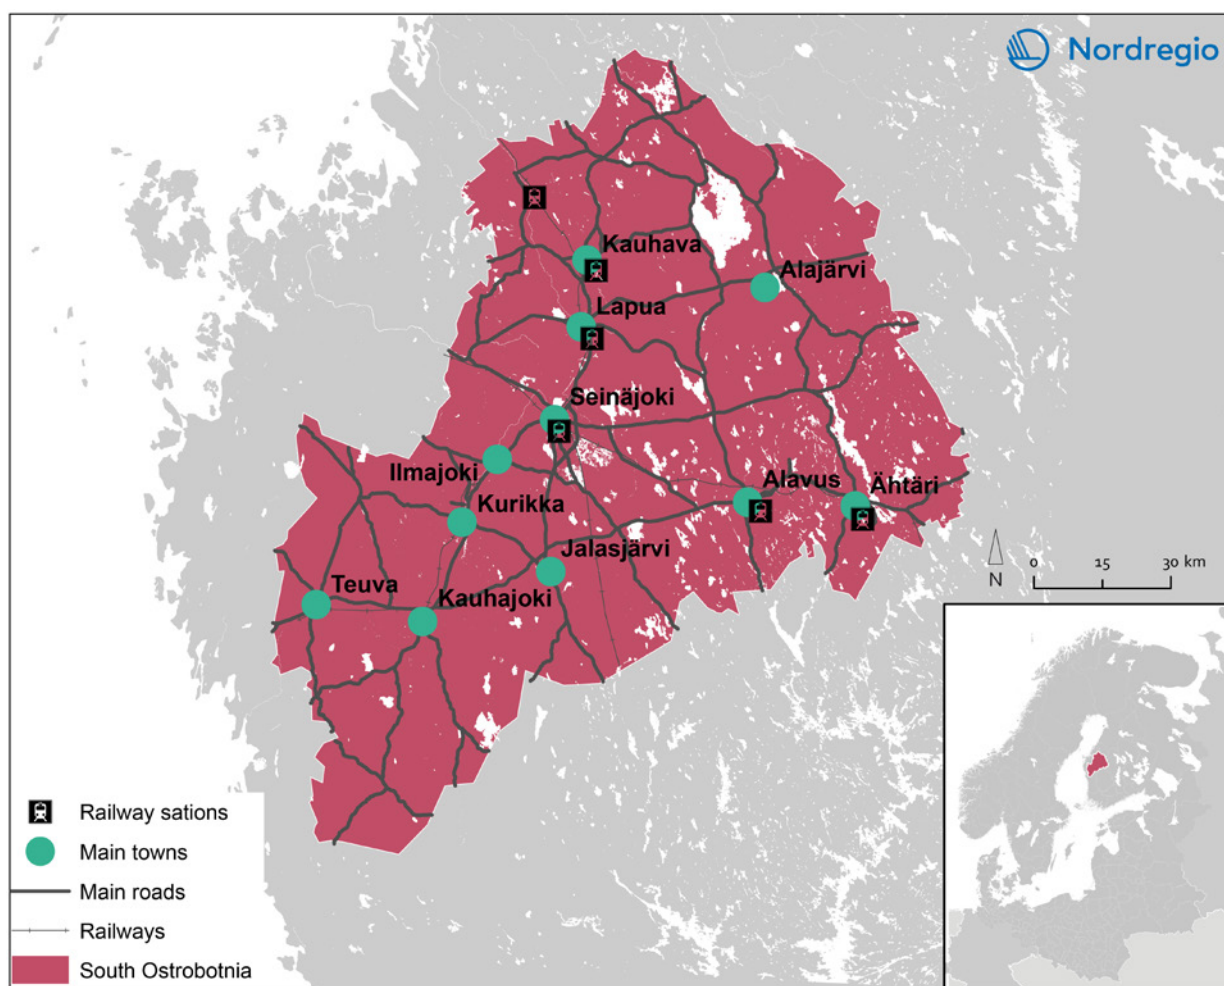 Nordregio
Kauhava
Alajärvi
Lapua
Seinäjoki
Ilmajoki
Alavus
Ähtäri
Kurikka
Jalasjärvi
Teuva
Kauhajoki
N
0 15 30 km
Railway sations
Main towns
Main roads
Railways
South Ostrobotnia